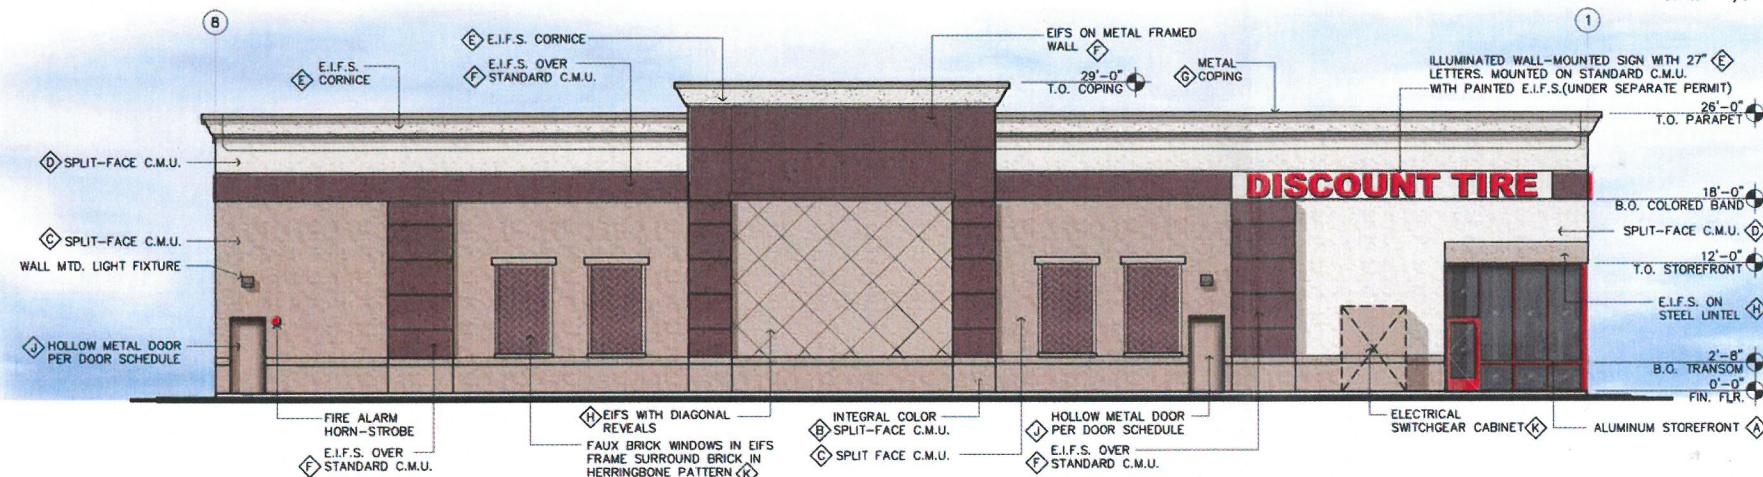 8
1
E E.I.F.S. CORNICE
E.I.F.S.
E CORNICE
E.I.F.S. OVER
F STANDARD C.M.U.
EIFS ON METAL FRAMED
WALL F
29'-0"
T.O. COPING
METAL
G COPING
ILLUMINATED WALL-MOUNTED SIGN WITH 27" E
LETTERS. MOUNTED ON STANDARD C.M.U.
WITH PAINTED E.I.F.S.(UNDER SEPARATE PERMIT)
26'-0"
T.O. PARAPET
D SPLIT-FACE C.M.U.
DISCOUNT TIRE
18'-0"
B.O. COLORED BAND
C SPLIT-FACE C.M.U.
SPLIT-FACE C.M.U. D
WALL MTD. LIGHT FIXTURE
12'-0"
T.O. STOREFRONT
E.I.F.S. ON
STEEL LINTEL H
J HOLLOW METAL DOOR
PER DOOR SCHEDULE
2'-8"
B.O. TRANSOM
0'-0"
FIN. FLR.
FIRE ALARM
HORN-STROBE
E.I.F.S. OVER
F STANDARD C.M.U.
H EIFS WITH DIAGONAL
REVEALS
FAUX BRICK WINDOWS IN EIFS
FRAME SURROUND BRICK IN
HERRINGBONE PATTERN K
INTEGRAL COLOR
B SPLIT-FACE C.M.U.
C SPLIT FACE C.M.U.
HOLLOW METAL DOOR
J PER DOOR SCHEDULE
E.I.F.S. OVER
F STANDARD C.M.U.
ELECTRICAL
SWITCHGEAR CABINET K
ALUMINUM STOREFRONT A